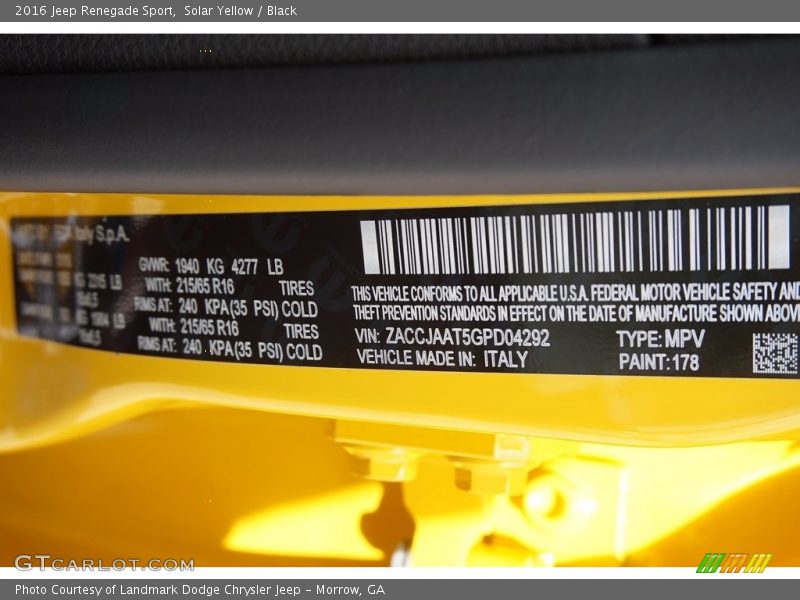 2016 Jeep Renegade Sport,  Solar Yellow / Black
Italy S.p.A.
GVWR: 1940 KG 4277 LB
WITH: 215/65 R16 TIRES
RIMS AT: 240 KPA(35 PSI) COLD
WITH: 215/65 R16 TIRES
RIMS AT: 240 KPA(35 PSI) COLD
THIS VEHICLE CONFORMS TO ALL APPLICABLE U.S.A. FEDERAL MOTOR VEHICLE SAFETY AND
THEFT PREVENTION STANDARDS IN EFFECT ON THE DATE OF MANUFACTURE SHOWN ABOVE
VIN: ZACCJAAT5GPD04292 TYPE: MPV
VEHICLE MADE IN: ITALY PAINT: 178
GTCARLOT.COM
Photo Courtesy of Landmark Dodge Chrysler Jeep - Morrow, GA